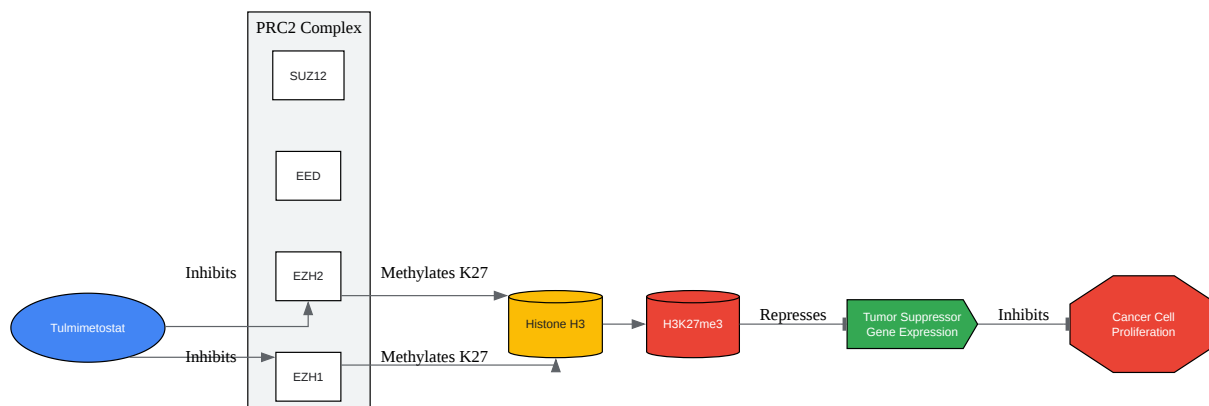 PRC2 Complex
SUZ12
EED
EZH2
EZH1
Inhibits
Inhibits
Methylates K27
Methylates K27
Tulmimetostat
Histone H3
H3K27me3
Represses
Tumor Suppressor
Gene Expression
Inhibits
Cancer Cell
Proliferation